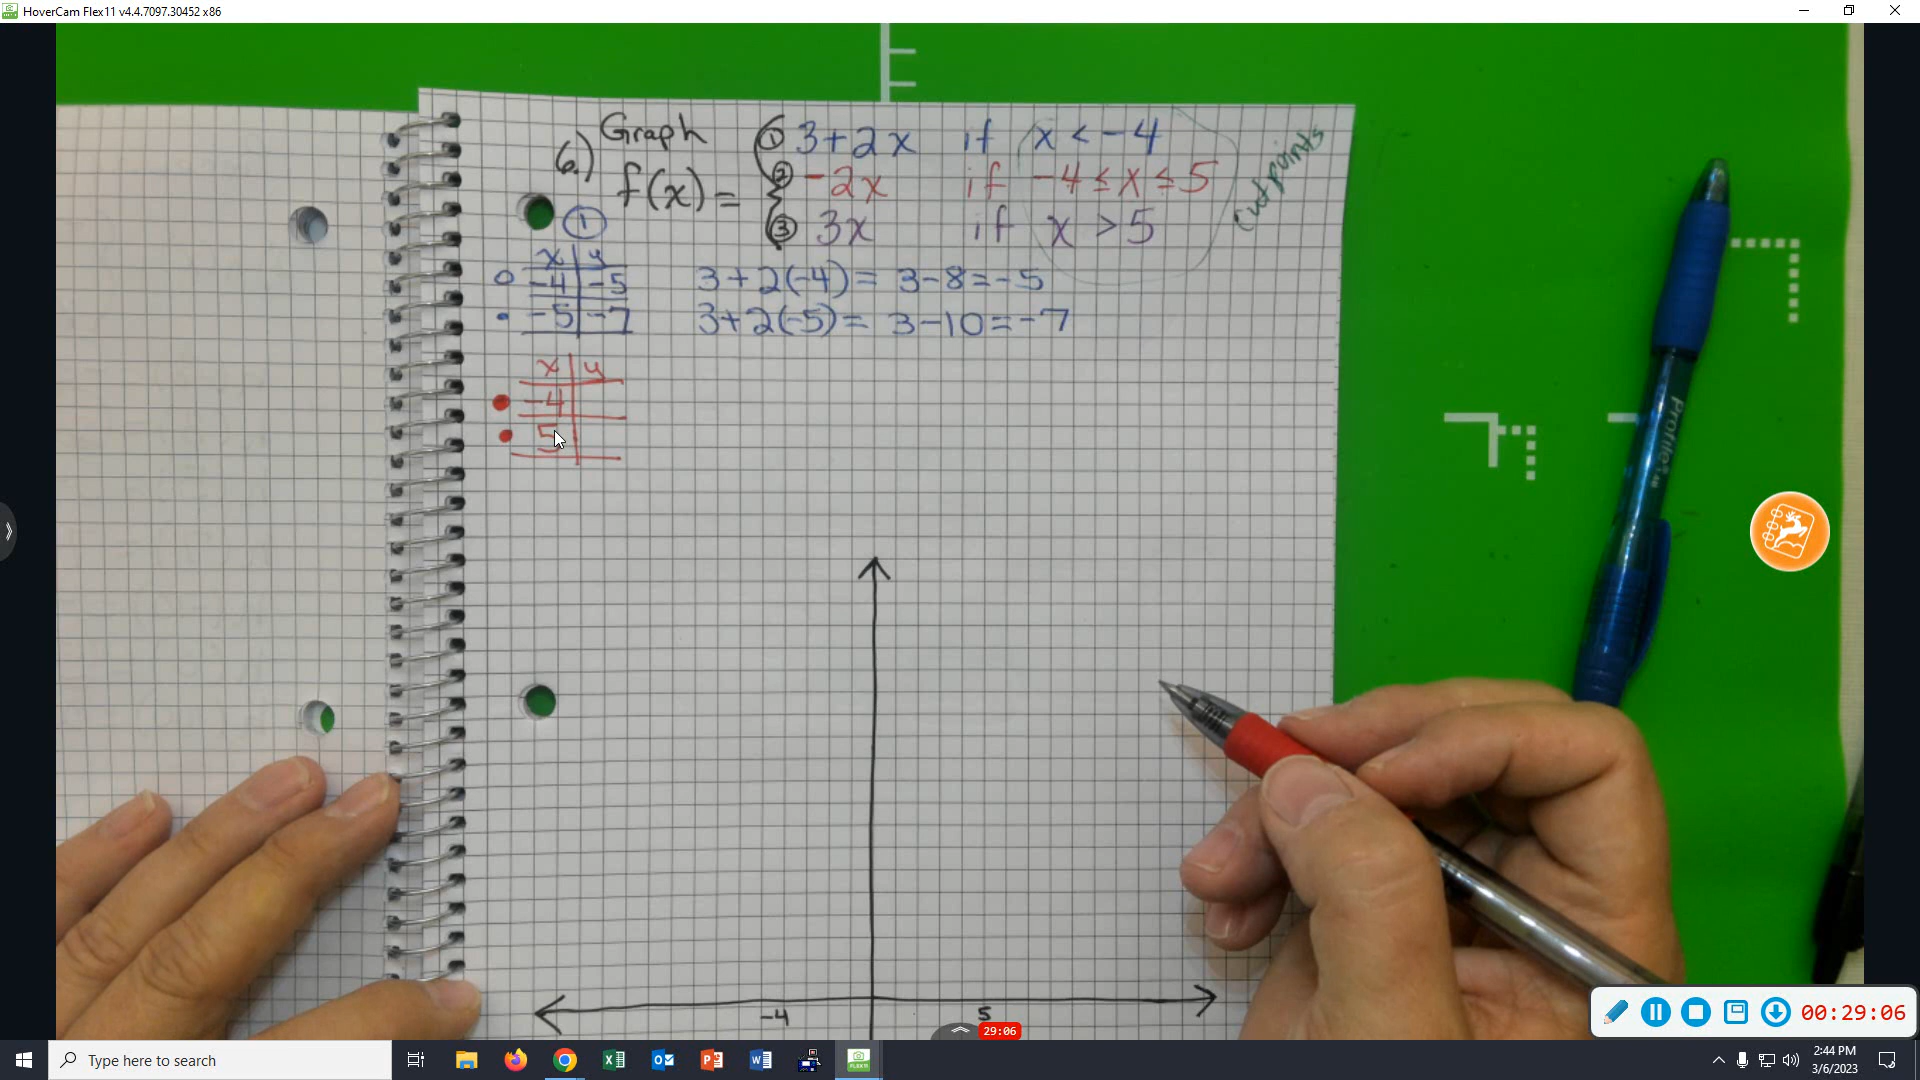 HoverCam Flex11 v4.4.7097.30452 x86
6.) Graph
f(x) =
① 3+2x if x < -4
② -2x if -4 ≤ x ≤ 5
③ 3x if x > 5
cutpoints
①
x y
-4 -5 3+2(-4) = 3-8 = -5
-5 -7 3+2(-5) = 3-10 = -7
x y
-4
5
-4 5
Profile
29:06
00:29:06
Type here to search
2:44 PM
3/6/2023